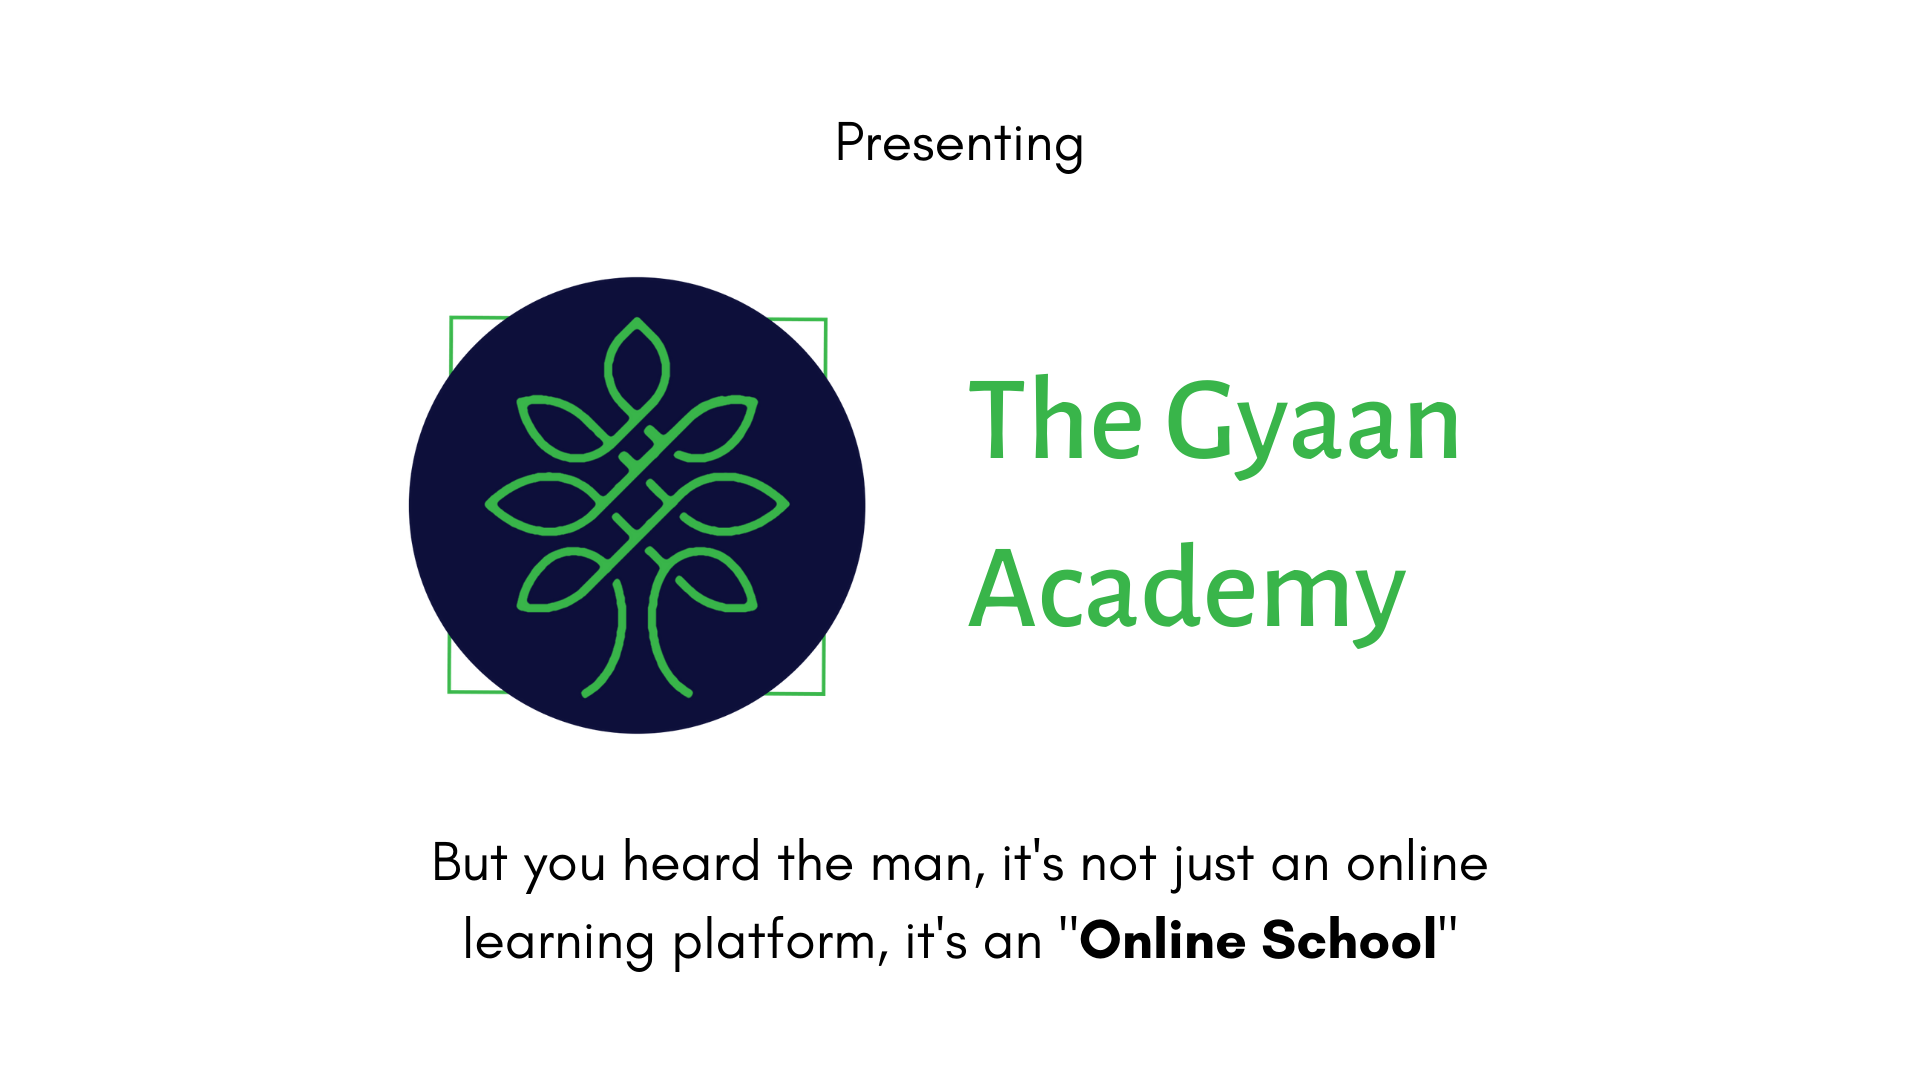 Presenting
The Gyaan
Academy
But you heard the man, it's not just an online
learning platform, it's an "Online School"